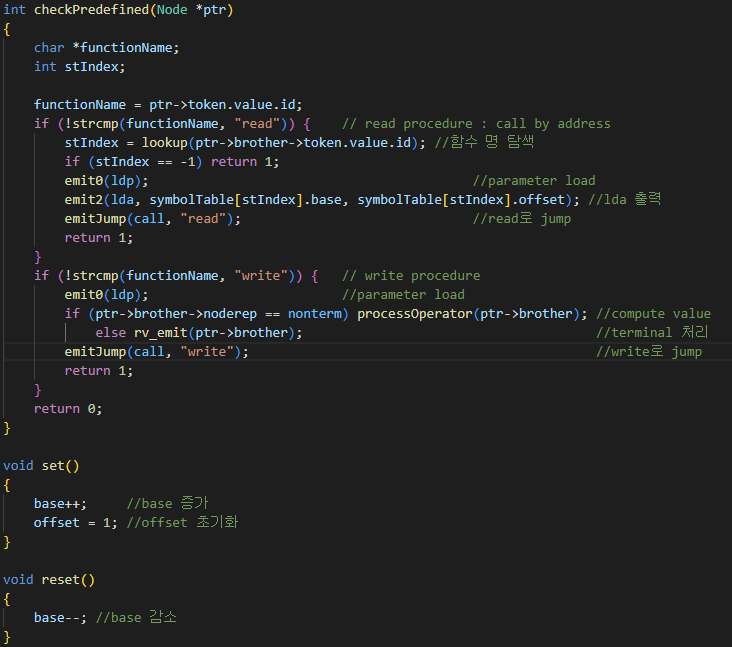 int checkPredefined(Node *ptr)
{
    char *functionName;
    int stIndex;

    functionName = ptr->token.value.id;
    if (!strcmp(functionName, "read")) {    // read procedure : call by address
        stIndex = lookup(ptr->brother->token.value.id); //함수 명 탐색
        if (stIndex == -1) return 1;
        emit0(ldp);                                         //parameter load
        emit2(lda, symbolTable[stIndex].base, symbolTable[stIndex].offset); //lda 출력
        emitJump(call, "read");                             //read로 jump
        return 1;
    }
    if (!strcmp(functionName, "write")) {   // write procedure
        emit0(ldp);                         //parameter load
        if (ptr->brother->noderep == nonterm) processOperator(ptr->brother); //compute value
            else rv_emit(ptr->brother);                                     //terminal 처리
        emitJump(call, "write");                                            //write로 jump
        return 1;
    }
    return 0;
}

void set()
{
    base++;     //base 증가
    offset = 1; //offset 초기화
}

void reset()
{
    base--; //base 감소
}